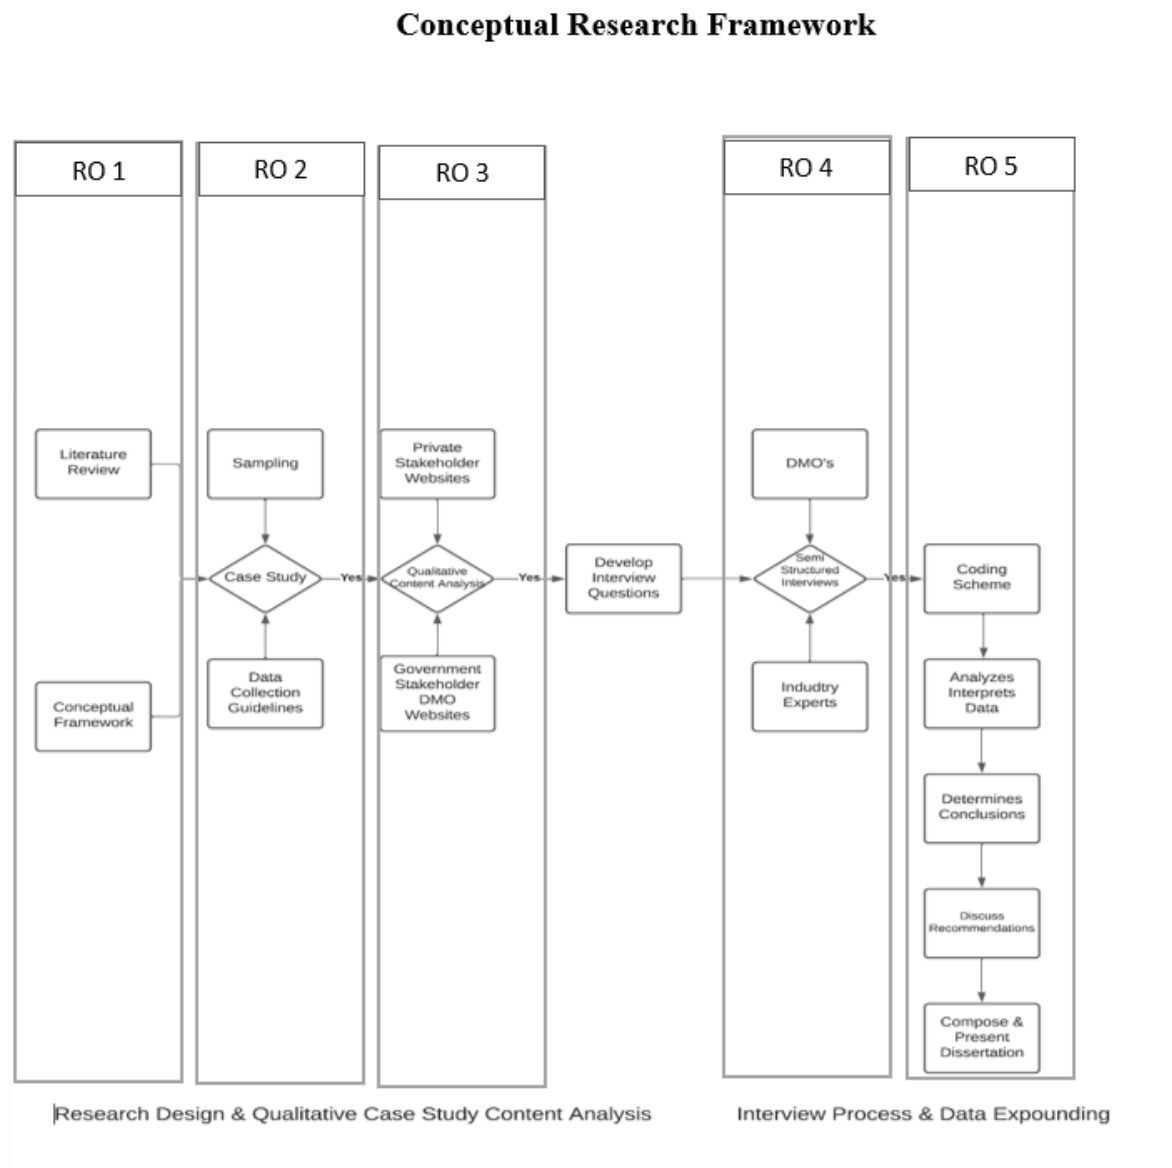 Conceptual Research Framework
RO 1
RO 2
RO 3
RO 4
RO 5
Literature
Review
Conceptual
Framework
Sampling
Case Study
Data
Collection
Guidelines
Yes
Private
Stakeholder
Websites
Qualitative
Content Analysis
Government
Stakeholder
DMO
Websites
Yes
Develop
Interview
Questions
DMO's
Semi
Structured
Interviews
Indudtry
Experts
Yes
Coding
Scheme
Analyzes
Interprets
Data
Determines
Conclusions
Discuss
Recommendations
Compose &
Present
Dissertation
Research Design & Qualitative Case Study Content Analysis
Interview Process & Data Expounding